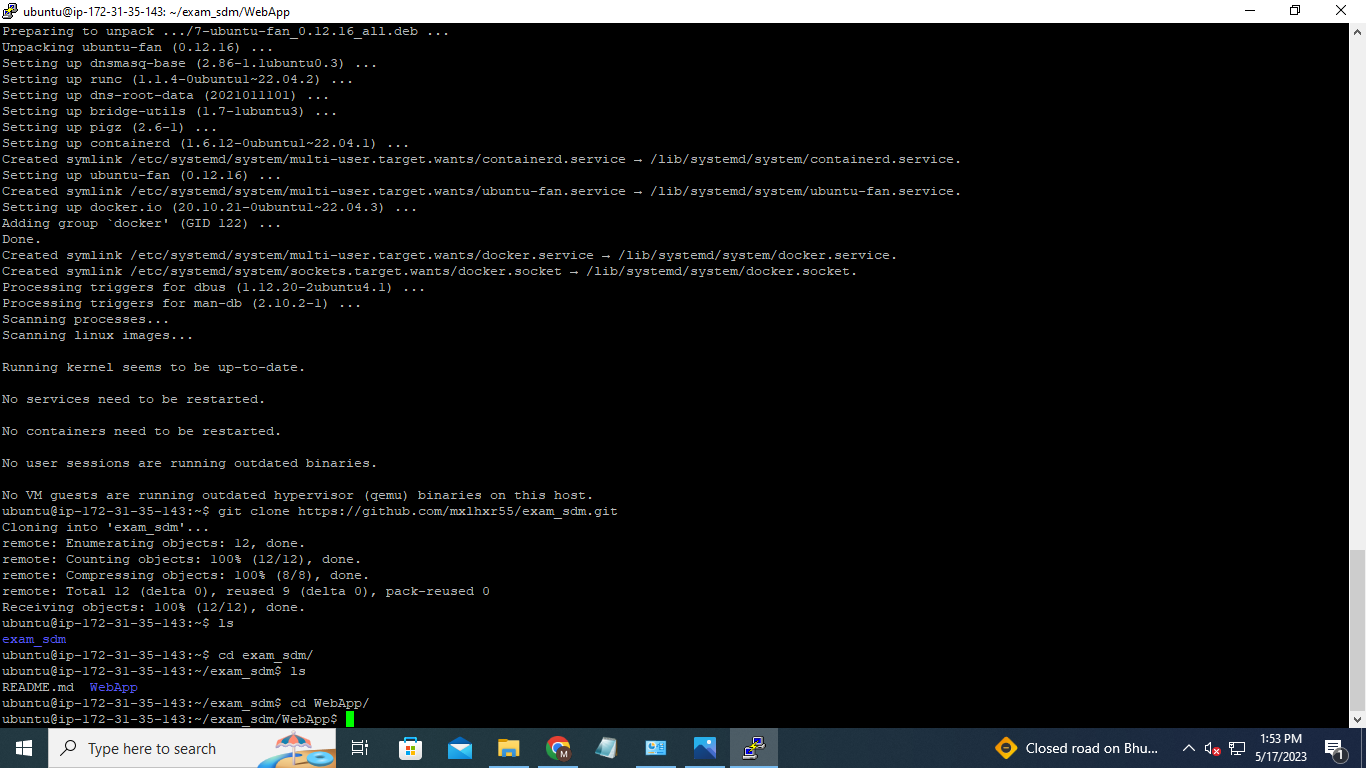 ubuntu@ip-172-31-35-143: ~/exam_sdm/WebApp
Preparing to unpack .../7-ubuntu-fan_0.12.16_all.deb ...
Unpacking ubuntu-fan (0.12.16) ...
Setting up dnsmasq-base (2.86-1.1ubuntu0.3) ...
Setting up runc (1.1.4-0ubuntu1~22.04.2) ...
Setting up dns-root-data (2021011101) ...
Setting up bridge-utils (1.7-1ubuntu3) ...
Setting up pigz (2.6-1) ...
Setting up containerd (1.6.12-0ubuntu1~22.04.1) ...
Created symlink /etc/systemd/system/multi-user.target.wants/containerd.service → /lib/systemd/system/containerd.service.
Setting up ubuntu-fan (0.12.16) ...
Created symlink /etc/systemd/system/multi-user.target.wants/ubuntu-fan.service → /lib/systemd/system/ubuntu-fan.service.
Setting up docker.io (20.10.21-0ubuntu1~22.04.3) ...
Adding group `docker' (GID 122) ...
Done.
Created symlink /etc/systemd/system/multi-user.target.wants/docker.service → /lib/systemd/system/docker.service.
Created symlink /etc/systemd/system/sockets.target.wants/docker.socket → /lib/systemd/system/docker.socket.
Processing triggers for dbus (1.12.20-2ubuntu4.1) ...
Processing triggers for man-db (2.10.2-1) ...
Scanning processes...
Scanning linux images...
Running kernel seems to be up-to-date.
No services need to be restarted.
No containers need to be restarted.
No user sessions are running outdated binaries.
No VM guests are running outdated hypervisor (qemu) binaries on this host.
ubuntu@ip-172-31-35-143:~$ git clone https://github.com/mxlhxr55/exam_sdm.git
Cloning into 'exam_sdm'...
remote: Enumerating objects: 12, done.
remote: Counting objects: 100% (12/12), done.
remote: Compressing objects: 100% (8/8), done.
remote: Total 12 (delta 0), reused 9 (delta 0), pack-reused 0
Receiving objects: 100% (12/12), done.
ubuntu@ip-172-31-35-143:~$ ls
exam_sdm
ubuntu@ip-172-31-35-143:~$ cd exam_sdm/
ubuntu@ip-172-31-35-143:~/exam_sdm$ ls
README.md  WebApp
ubuntu@ip-172-31-35-143:~/exam_sdm$ cd WebApp/
ubuntu@ip-172-31-35-143:~/exam_sdm/WebApp$
Type here to search
M
Closed road on Bhu...
1:53 PM
5/17/2023
1